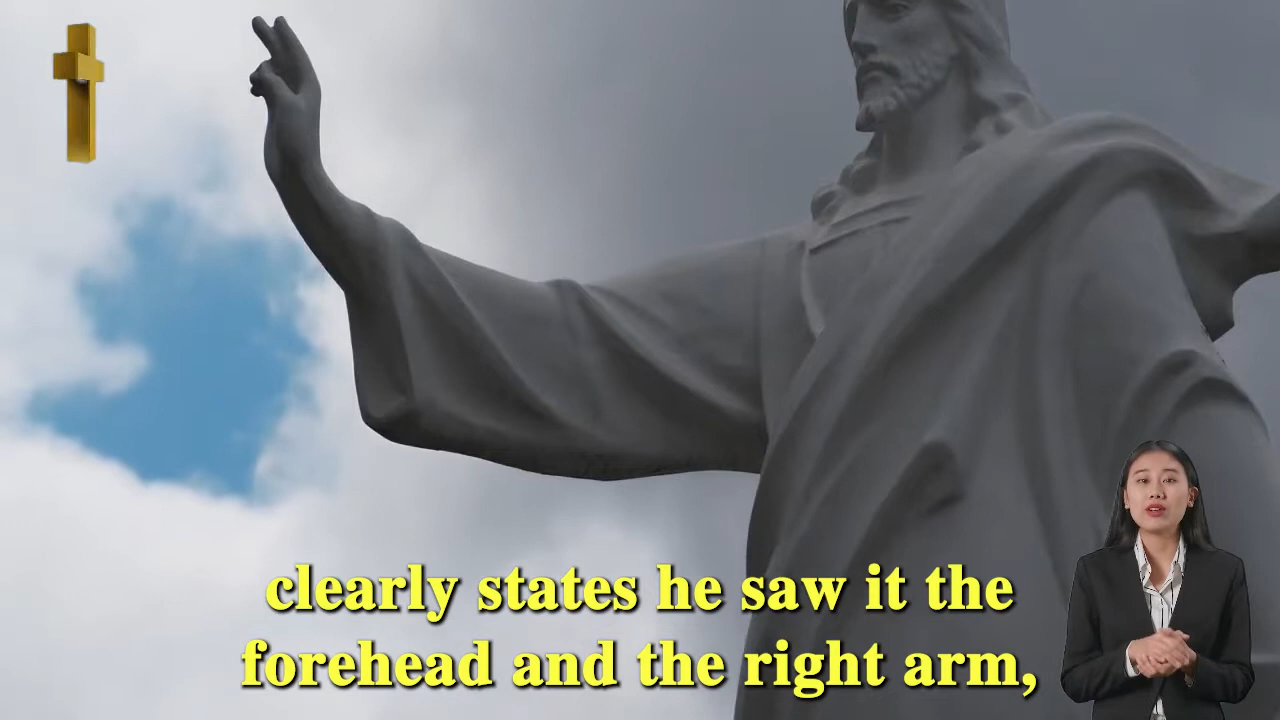 clearly states he saw it the
forehead and the right arm,